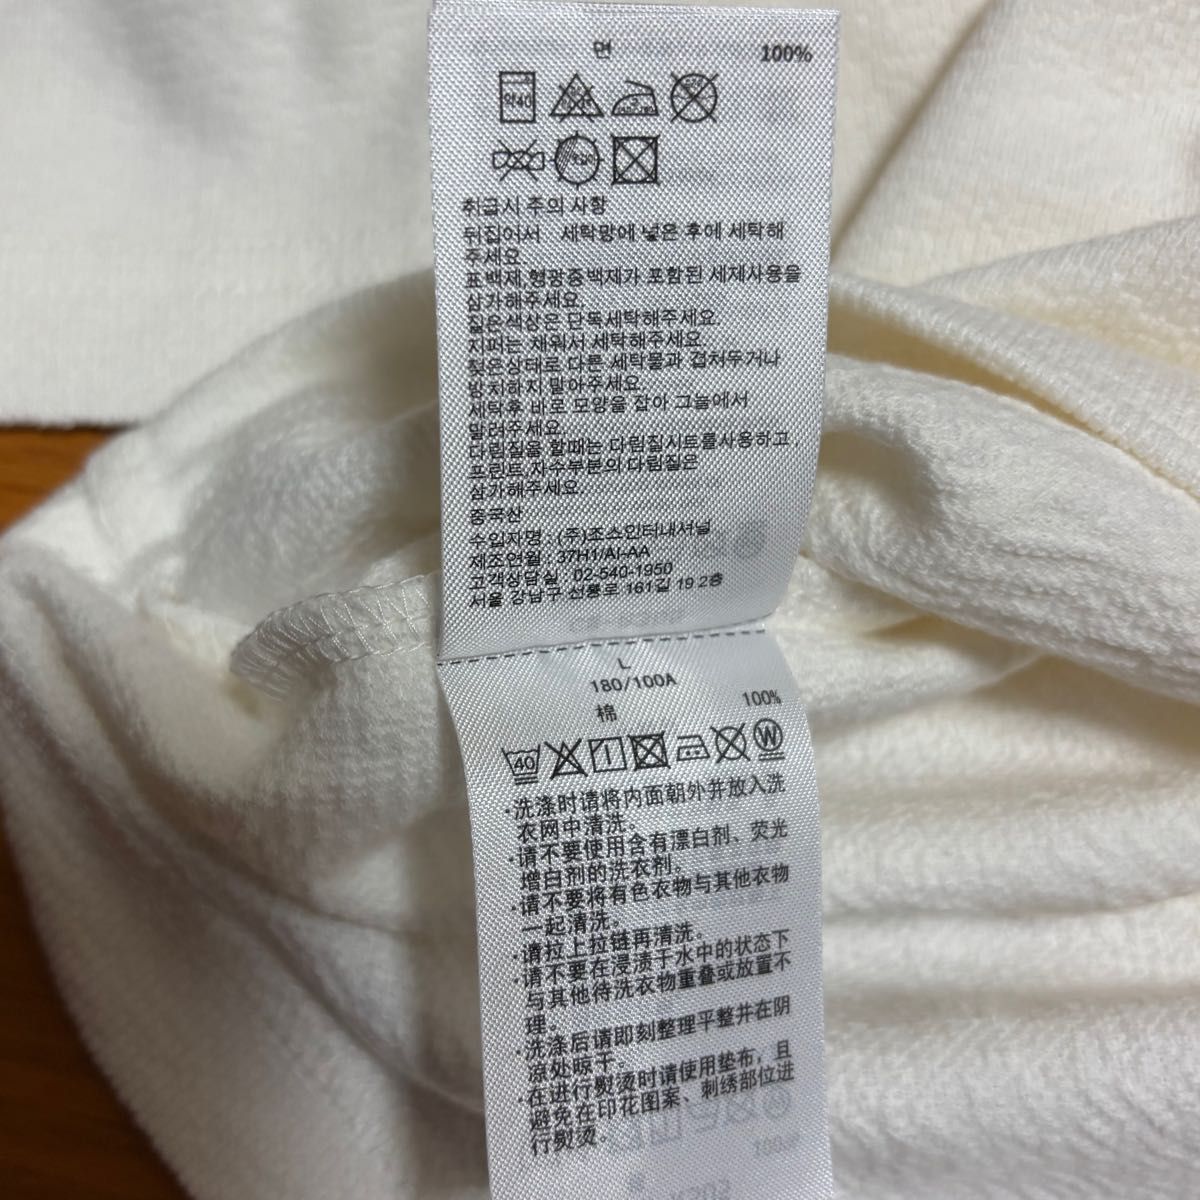 면 100%
취급시 주의 사항
뒤집어서 세탁망에 넣은 후에 세탁해
주세요
표백제,형광증백제가 포함된 세제사용을
삼가해주세요.
짙은색상은 단독세탁해주세요.
지퍼는 채워서 세탁해주세요.
젖은상태로 다른 세탁물과 겹쳐두거나
방치하지 말아주세요.
세탁후 바로 모양을 잡아 그늘에서
말려주세요.
다림질을 할때는 다림질시트를사용하고,
프린트,자수부분의 다림질은
삼가해주세요.
중국산
수입자명 : (주)조스인터내셔널
제조연월 : 37H1/AI-AA
고객상담실 : 02-540-1950
서울 강남구 선릉로 161길 19 2층
L
180/100A
棉 100%
40 W
·洗涤时请将内面朝外并放入洗
衣网中清洗。
·请不要使用含有漂白剂、荧光
增白剂的洗衣剂。
·请不要将有色衣物与其他衣物
一起清洗。
·请拉上拉链再清洗。
·请不要在浸渍于水中的状态下
与其他待洗衣物重叠或放置不
理。
·洗涤后请即刻整理平整并在阴
凉处晾干。
·在进行熨烫时请使用垫布，且
避免在印花图案、刺绣部位进
行熨烫。